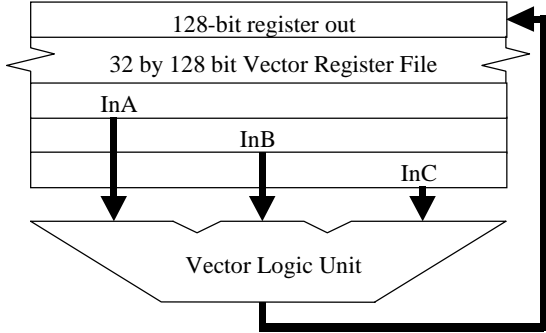 128-bit register out
32 by 128 bit Vector Register File
InA
InB
InC
Vector Logic Unit